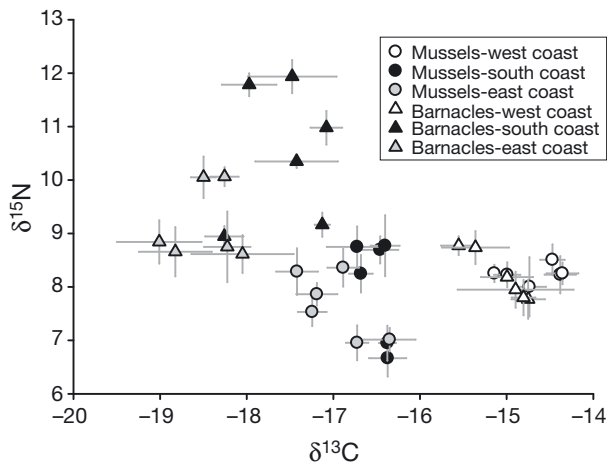 13
12
11
10
9
8
7
6
δ15N
Mussels-west coast
Mussels-south coast
Mussels-east coast
Barnacles-west coast
Barnacles-south coast
Barnacles-east coast
−20 −19 −18 −17 −16 −15 −14
δ13C